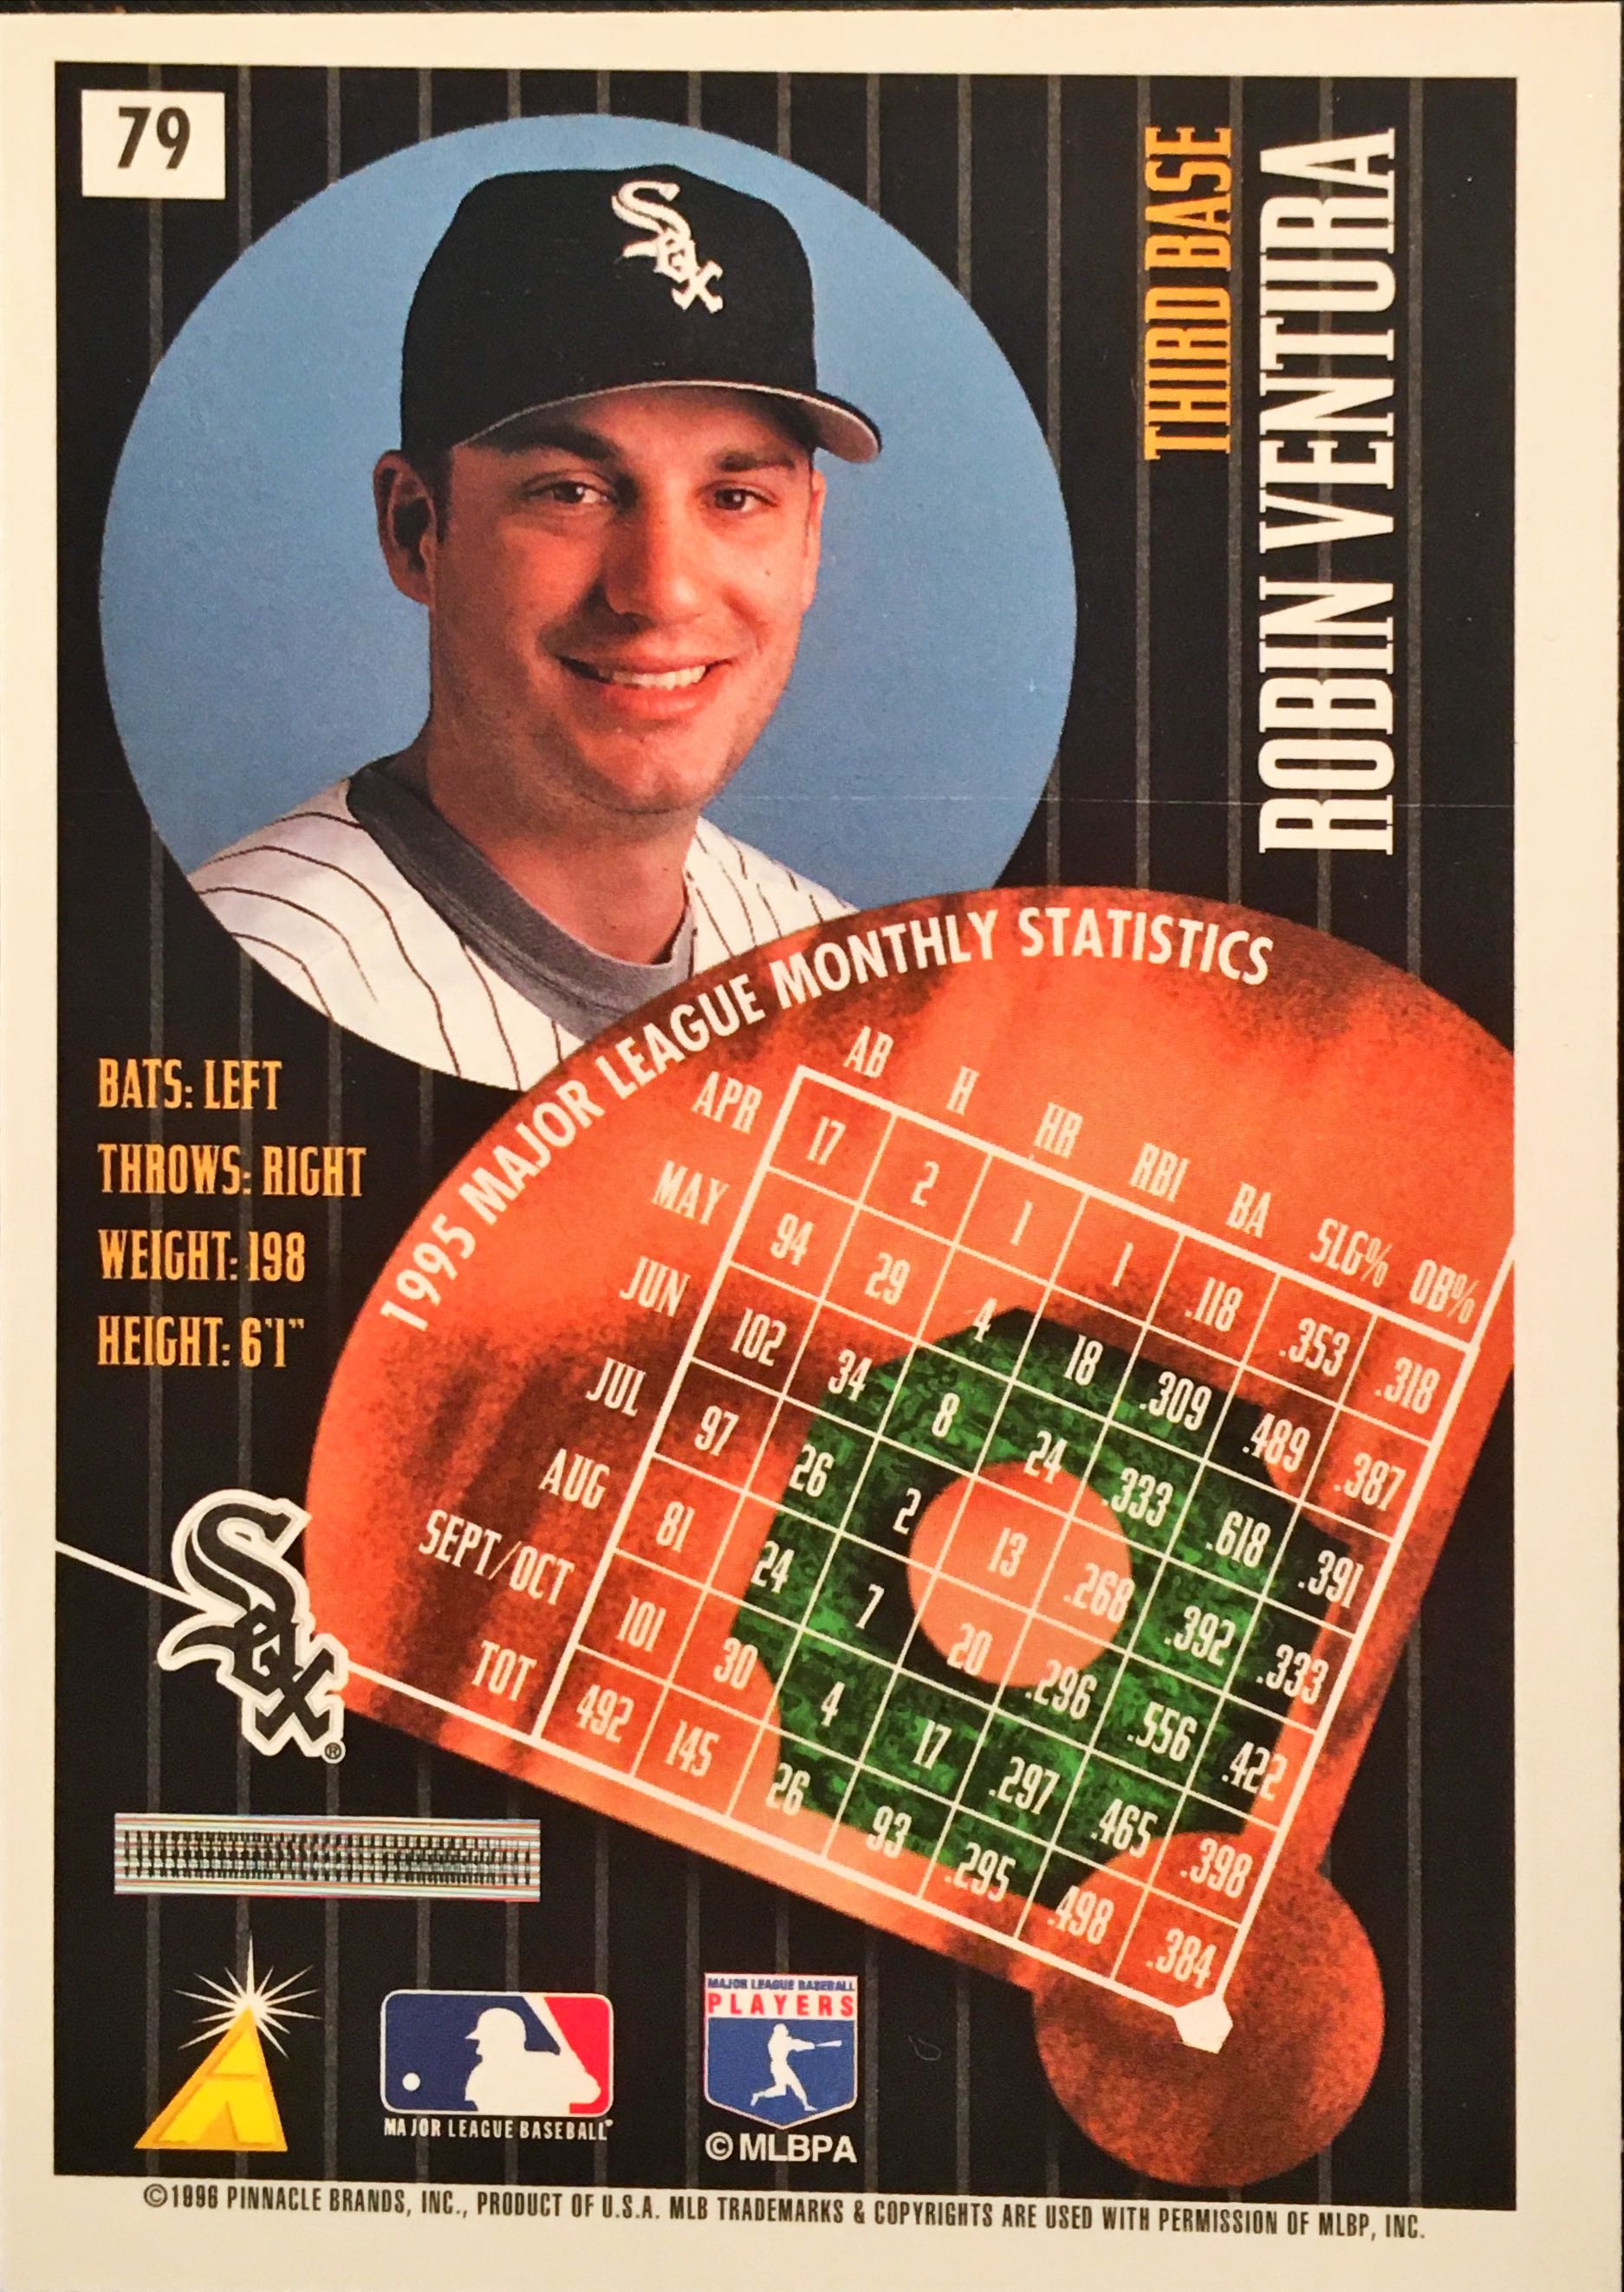 79
THIRD BASE
ROBIN VENTURA
Sox
BATS: LEFT
THROWS: RIGHT
WEIGHT: 198
HEIGHT: 6'1"
1995 MAJOR LEAGUE MONTHLY STATISTICS
AB H HR RBI BA SLG% OB%
APR 17 2 1 1 .118 .353 .318
MAY 94 29 4 18 .309 .489 .387
JUN 102 34 8 24 .333 .618 .391
JUL 97 26 2 13 .268 .392 .333
AUG 81 24 7 20 .296 .556 .422
SEPT/OCT 101 30 4 17 .297 .465 .398
TOT 492 145 26 93 .295 .498 .384
Sox®
MAJOR LEAGUE BASEBALL
MAJOR LEAGUE BASEBALL
PLAYERS
© MLBPA
©1996 PINNACLE BRANDS, INC., PRODUCT OF U.S.A. MLB TRADEMARKS & COPYRIGHTS ARE USED WITH PERMISSION OF MLBP, INC.